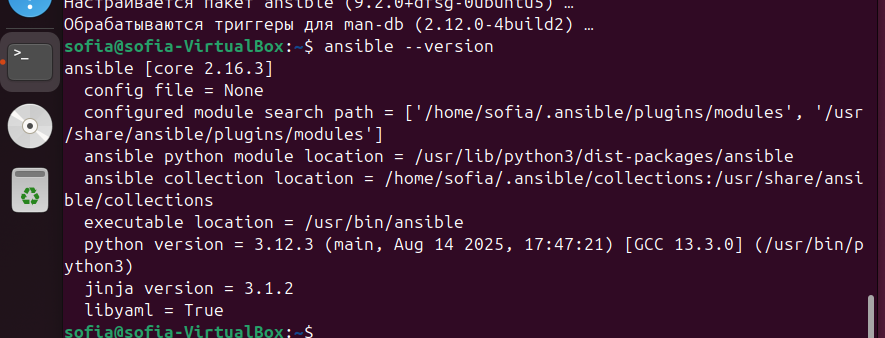 Настраивается пакет ansible (9.2.0+dfsg-0ubuntu5) …
Обрабатываются триггеры для man-db (2.12.0-4build2) …
sofia@sofia-VirtualBox:~$ ansible --version
ansible [core 2.16.3]
  config file = None
  configured module search path = ['/home/sofia/.ansible/plugins/modules', '/usr
/share/ansible/plugins/modules']
  ansible python module location = /usr/lib/python3/dist-packages/ansible
  ansible collection location = /home/sofia/.ansible/collections:/usr/share/ansi
ble/collections
  executable location = /usr/bin/ansible
  python version = 3.12.3 (main, Aug 14 2025, 17:47:21) [GCC 13.3.0] (/usr/bin/p
ython3)
  jinja version = 3.1.2
  libyaml = True
sofia@sofia-VirtualBox:~$